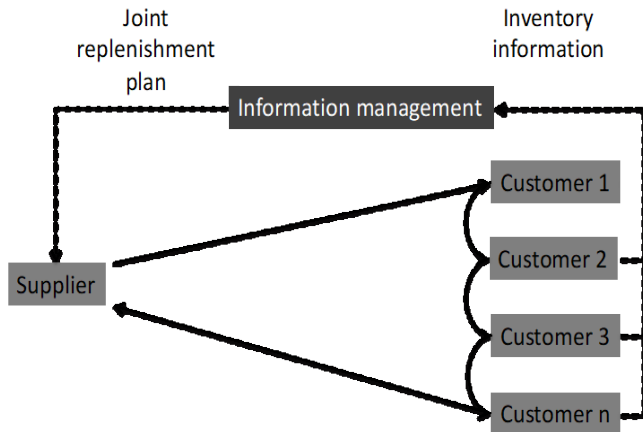 Joint
replenishment
plan
Inventory
information
Information management
Customer 1
Customer 2
Supplier
Customer 3
Customer n